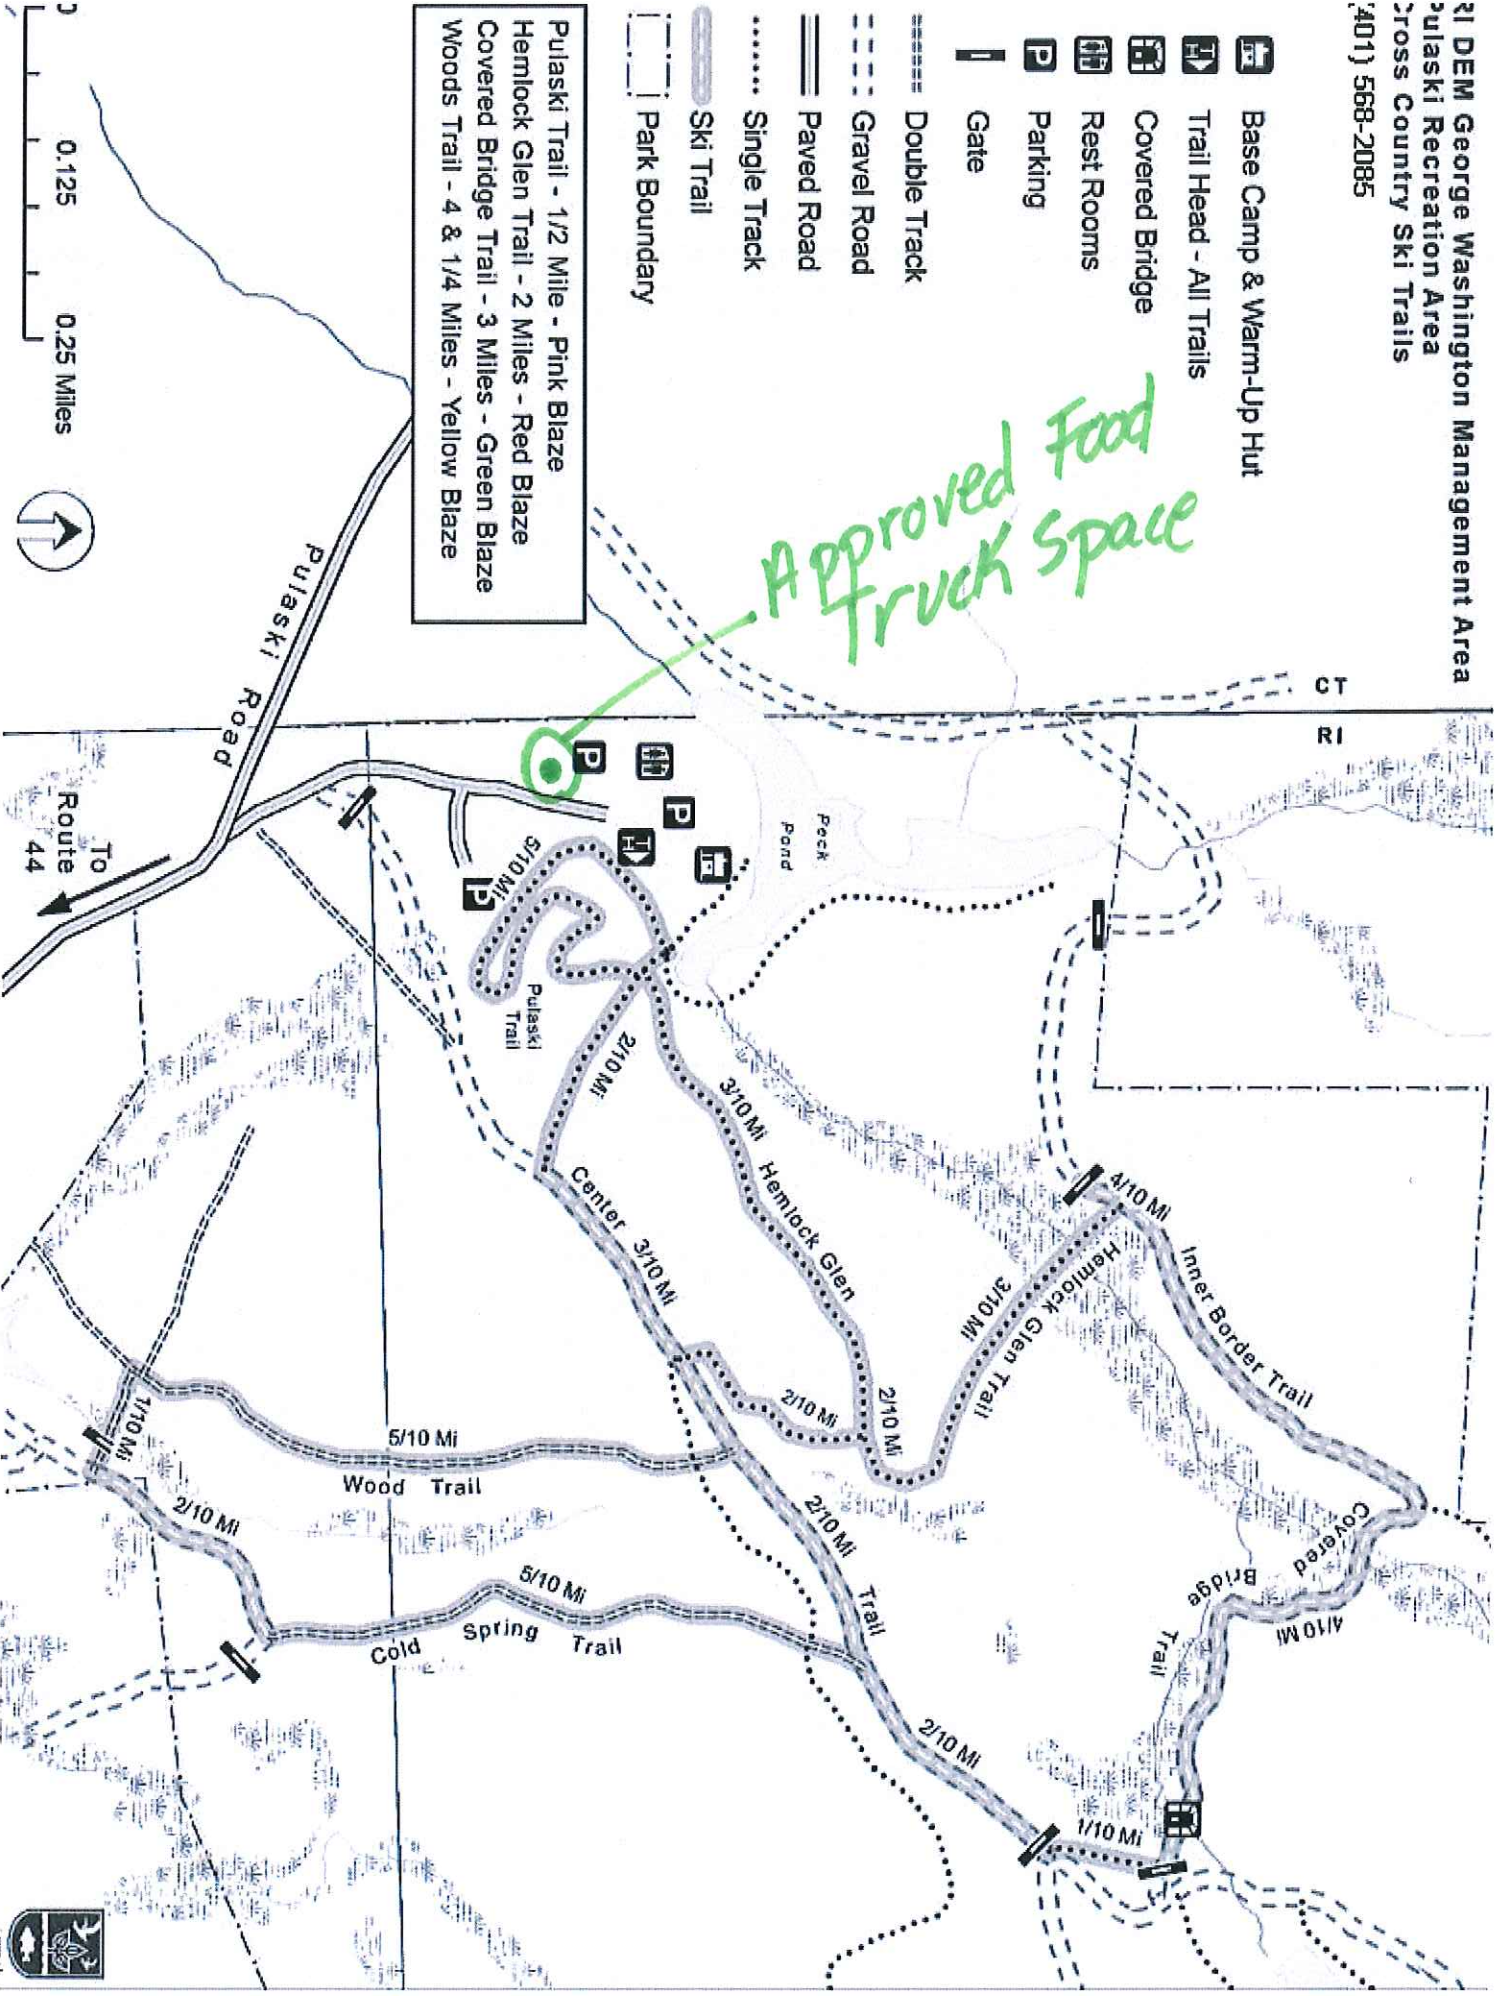 RI DEM George Washington Management Area
Pulaski Recreation Area
Cross Country Ski Trails
(401) 568-2085
Base Camp & Warm-Up Hut
Trail Head - All Trails
Covered Bridge
Rest Rooms
P Parking
Gate
Double Track
Gravel Road
Paved Road
Single Track
Ski Trail
Park Boundary
Pulaski Trail - 1/2 Mile - Pink Blaze
Hemlock Glen Trail - 2 Miles - Red Blaze
Covered Bridge Trail - 3 Miles - Green Blaze
Woods Trail - 4 & 1/4 Miles - Yellow Blaze
0 0.125 0.25 Miles
Approved Food
Truck Space
CT
RI
Peck
Pond
P
P
P
TH
Pulaski Road
To
Route
44
5/10 Mi
Pulaski
Trail
2/10 Mi
3/10 Mi
Hemlock Glen
Center
3/10 Mi
4/10 Mi
Inner Border Trail
Hemlock Glen Trail
3/10 Mi
2/10 Mi
2/10 Mi
5/10 Mi
Wood Trail
1/10 Mi
2/10 Mi
5/10 Mi
Cold Spring Trail
2/10 Mi
Trail
2/10 Mi
Covered
Bridge
Trail
4/10 Mi
1/10 Mi